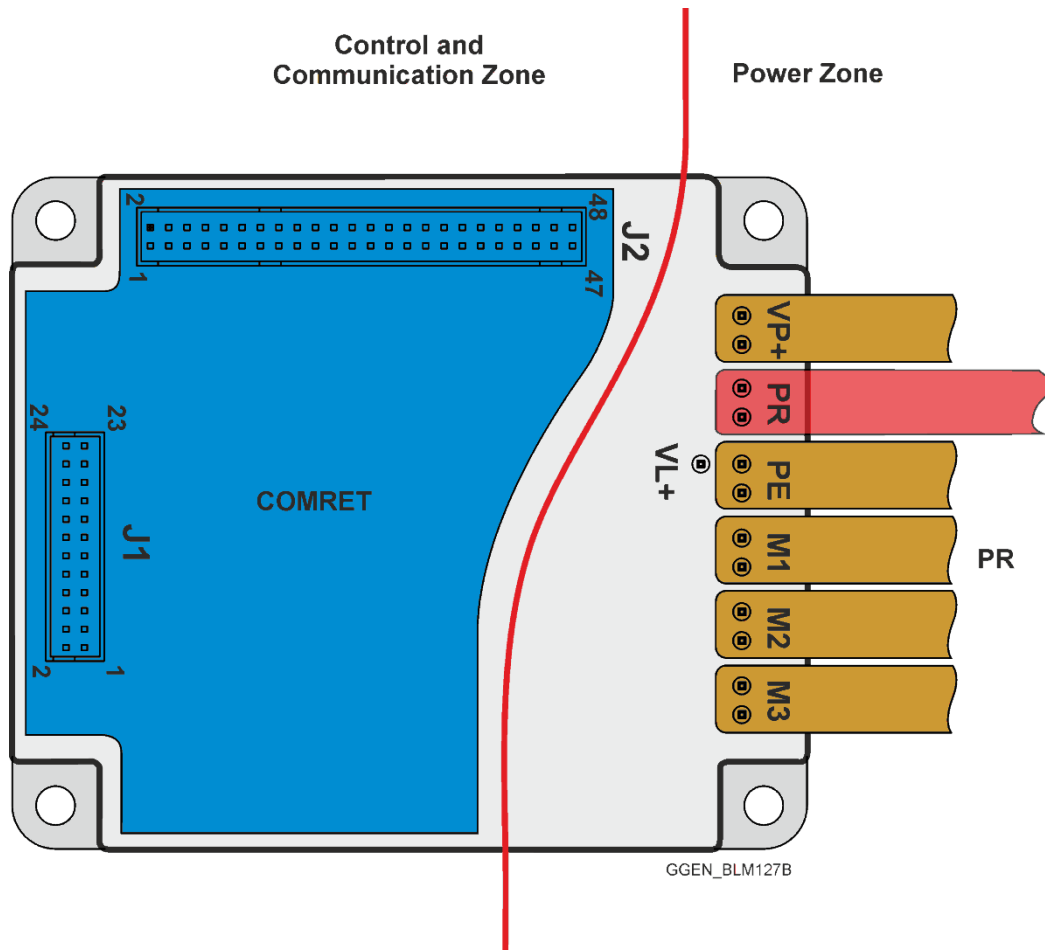 Control and
Communication Zone
Power Zone
2
48
J2
1
47
VP+
PR
24
23
VL+
PE
COMRET
J1
M1
PR
M2
2
1
M3
GGEN_BLM127B